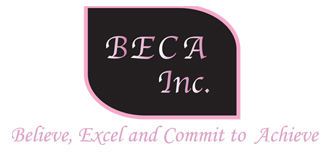 BECA
Inc.
Believe, Excel and Commit to Achieve